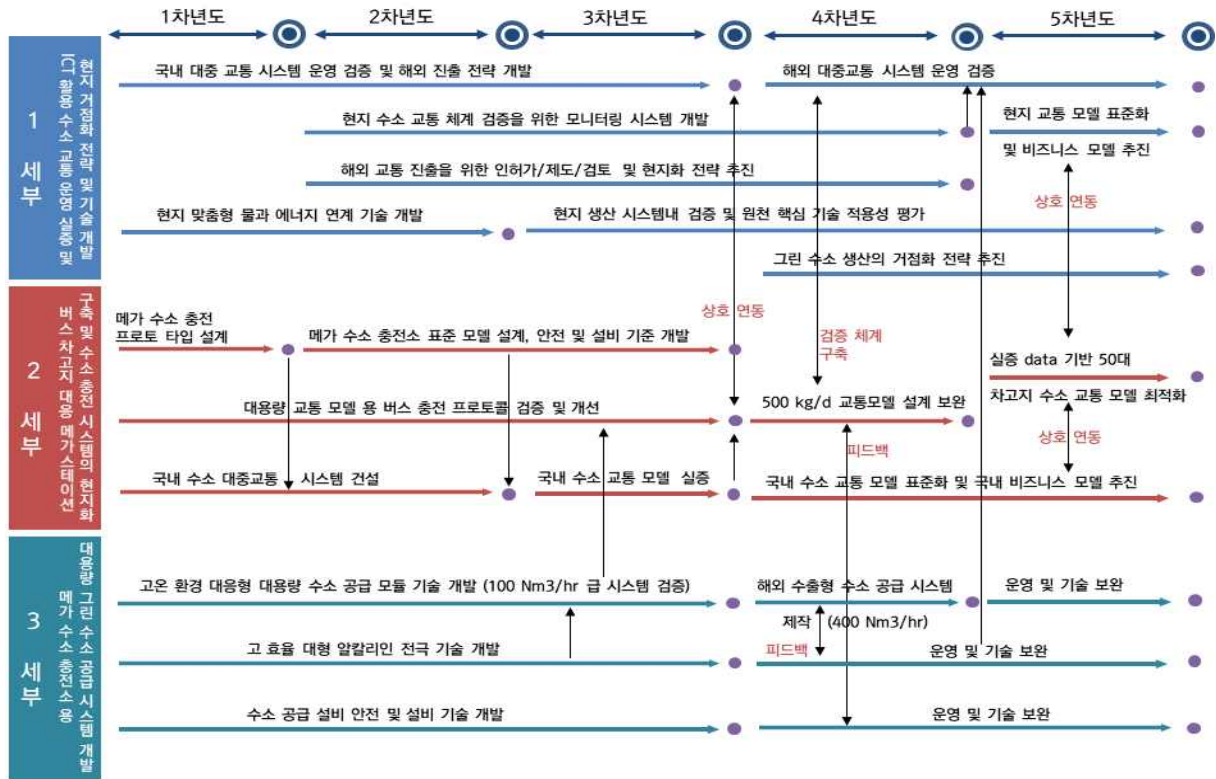 1차년도 2차년도 3차년도 4차년도 5차년도
1 세부
현지 거점화 전략 및 기술 개발
ICT 활용 수소 교통 운영 실증 및
국내 대중 교통 시스템 운영 검증 및 해외 진출 전략 개발
해외 대중교통 시스템 운영 검증
현지 수소 교통 체계 검증을 위한 모니터링 시스템 개발
현지 교통 모델 표준화
및 비즈니스 모델 추진
해외 교통 진출을 위한 인허가/제도/검토 및 현지화 전략 추진
상호 연동
현지 맞춤형 물과 에너지 연계 기술 개발
현지 생산 시스템내 검증 및 원천 핵심 기술 적용성 평가
그린 수소 생산의 거점화 전략 추진
2 세부
구축 및 수소 충전 시스템의 현지화
버스 차고지 대응 메가스테이션
메가 수소 충전
프로토 타입 설계
메가 수소 충전소 표준 모델 설계, 안전 및 설비 기준 개발
상호 연동
검증 체계
구축
실증 data 기반 50대
차고지 수소 교통 모델 최적화
대용량 교통 모델 용 버스 충전 프로토콜 검증 및 개선
500 kg/d 교통모델 설계 보완
피드백
상호 연동
국내 수소 대중교통 시스템 건설
국내 수소 교통 모델 실증
국내 수소 교통 모델 표준화 및 국내 비즈니스 모델 추진
3 세부
대용량 그린 수소 공급 시스템 개발
메가 수소 충전소 용
고온 환경 대응형 대용량 수소 공급 모듈 기술 개발 (100 Nm3/hr 급 시스템 검증)
해외 수출형 수소 공급 시스템
제작 (400 Nm3/hr)
운영 및 기술 보완
고 효율 대형 알칼리인 전극 기술 개발
피드백
운영 및 기술 보완
수소 공급 설비 안전 및 설비 기술 개발
운영 및 기술 보완